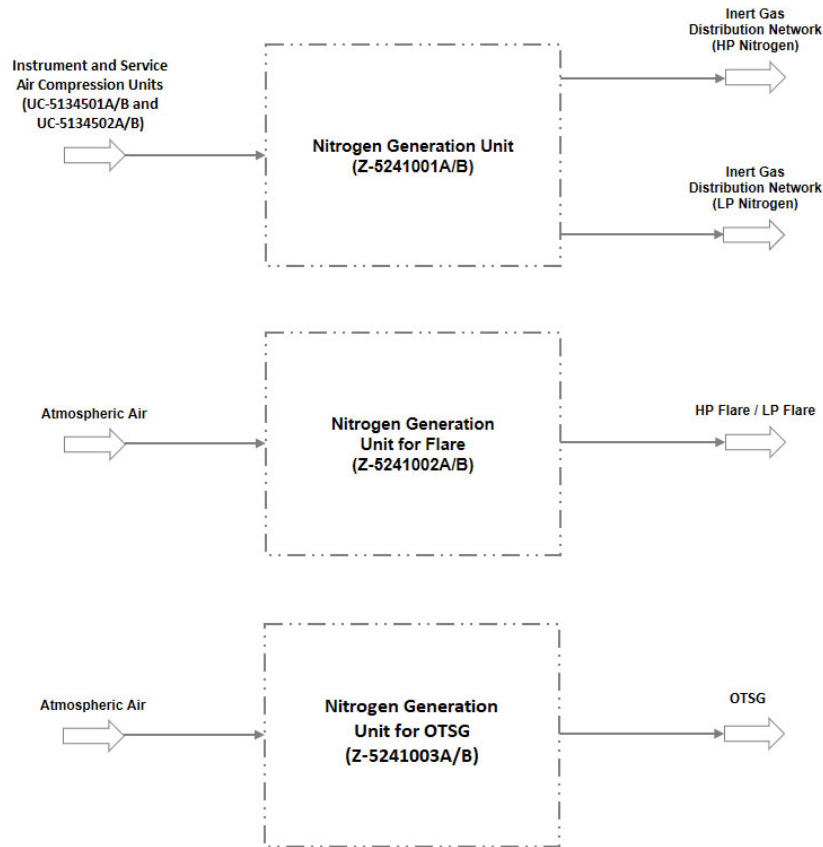 Instrument and Service
Air Compression Units
(UC-5134501A/B and
UC-5134502A/B)
Nitrogen Generation Unit
(Z-5241001A/B)
Inert Gas
Distribution Network
(HP Nitrogen)
Inert Gas
Distribution Network
(LP Nitrogen)
Atmospheric Air
Nitrogen Generation
Unit for Flare
(Z-5241002A/B)
HP Flare / LP Flare
Atmospheric Air
Nitrogen Generation
Unit for OTSG
(Z-5241003A/B)
OTSG